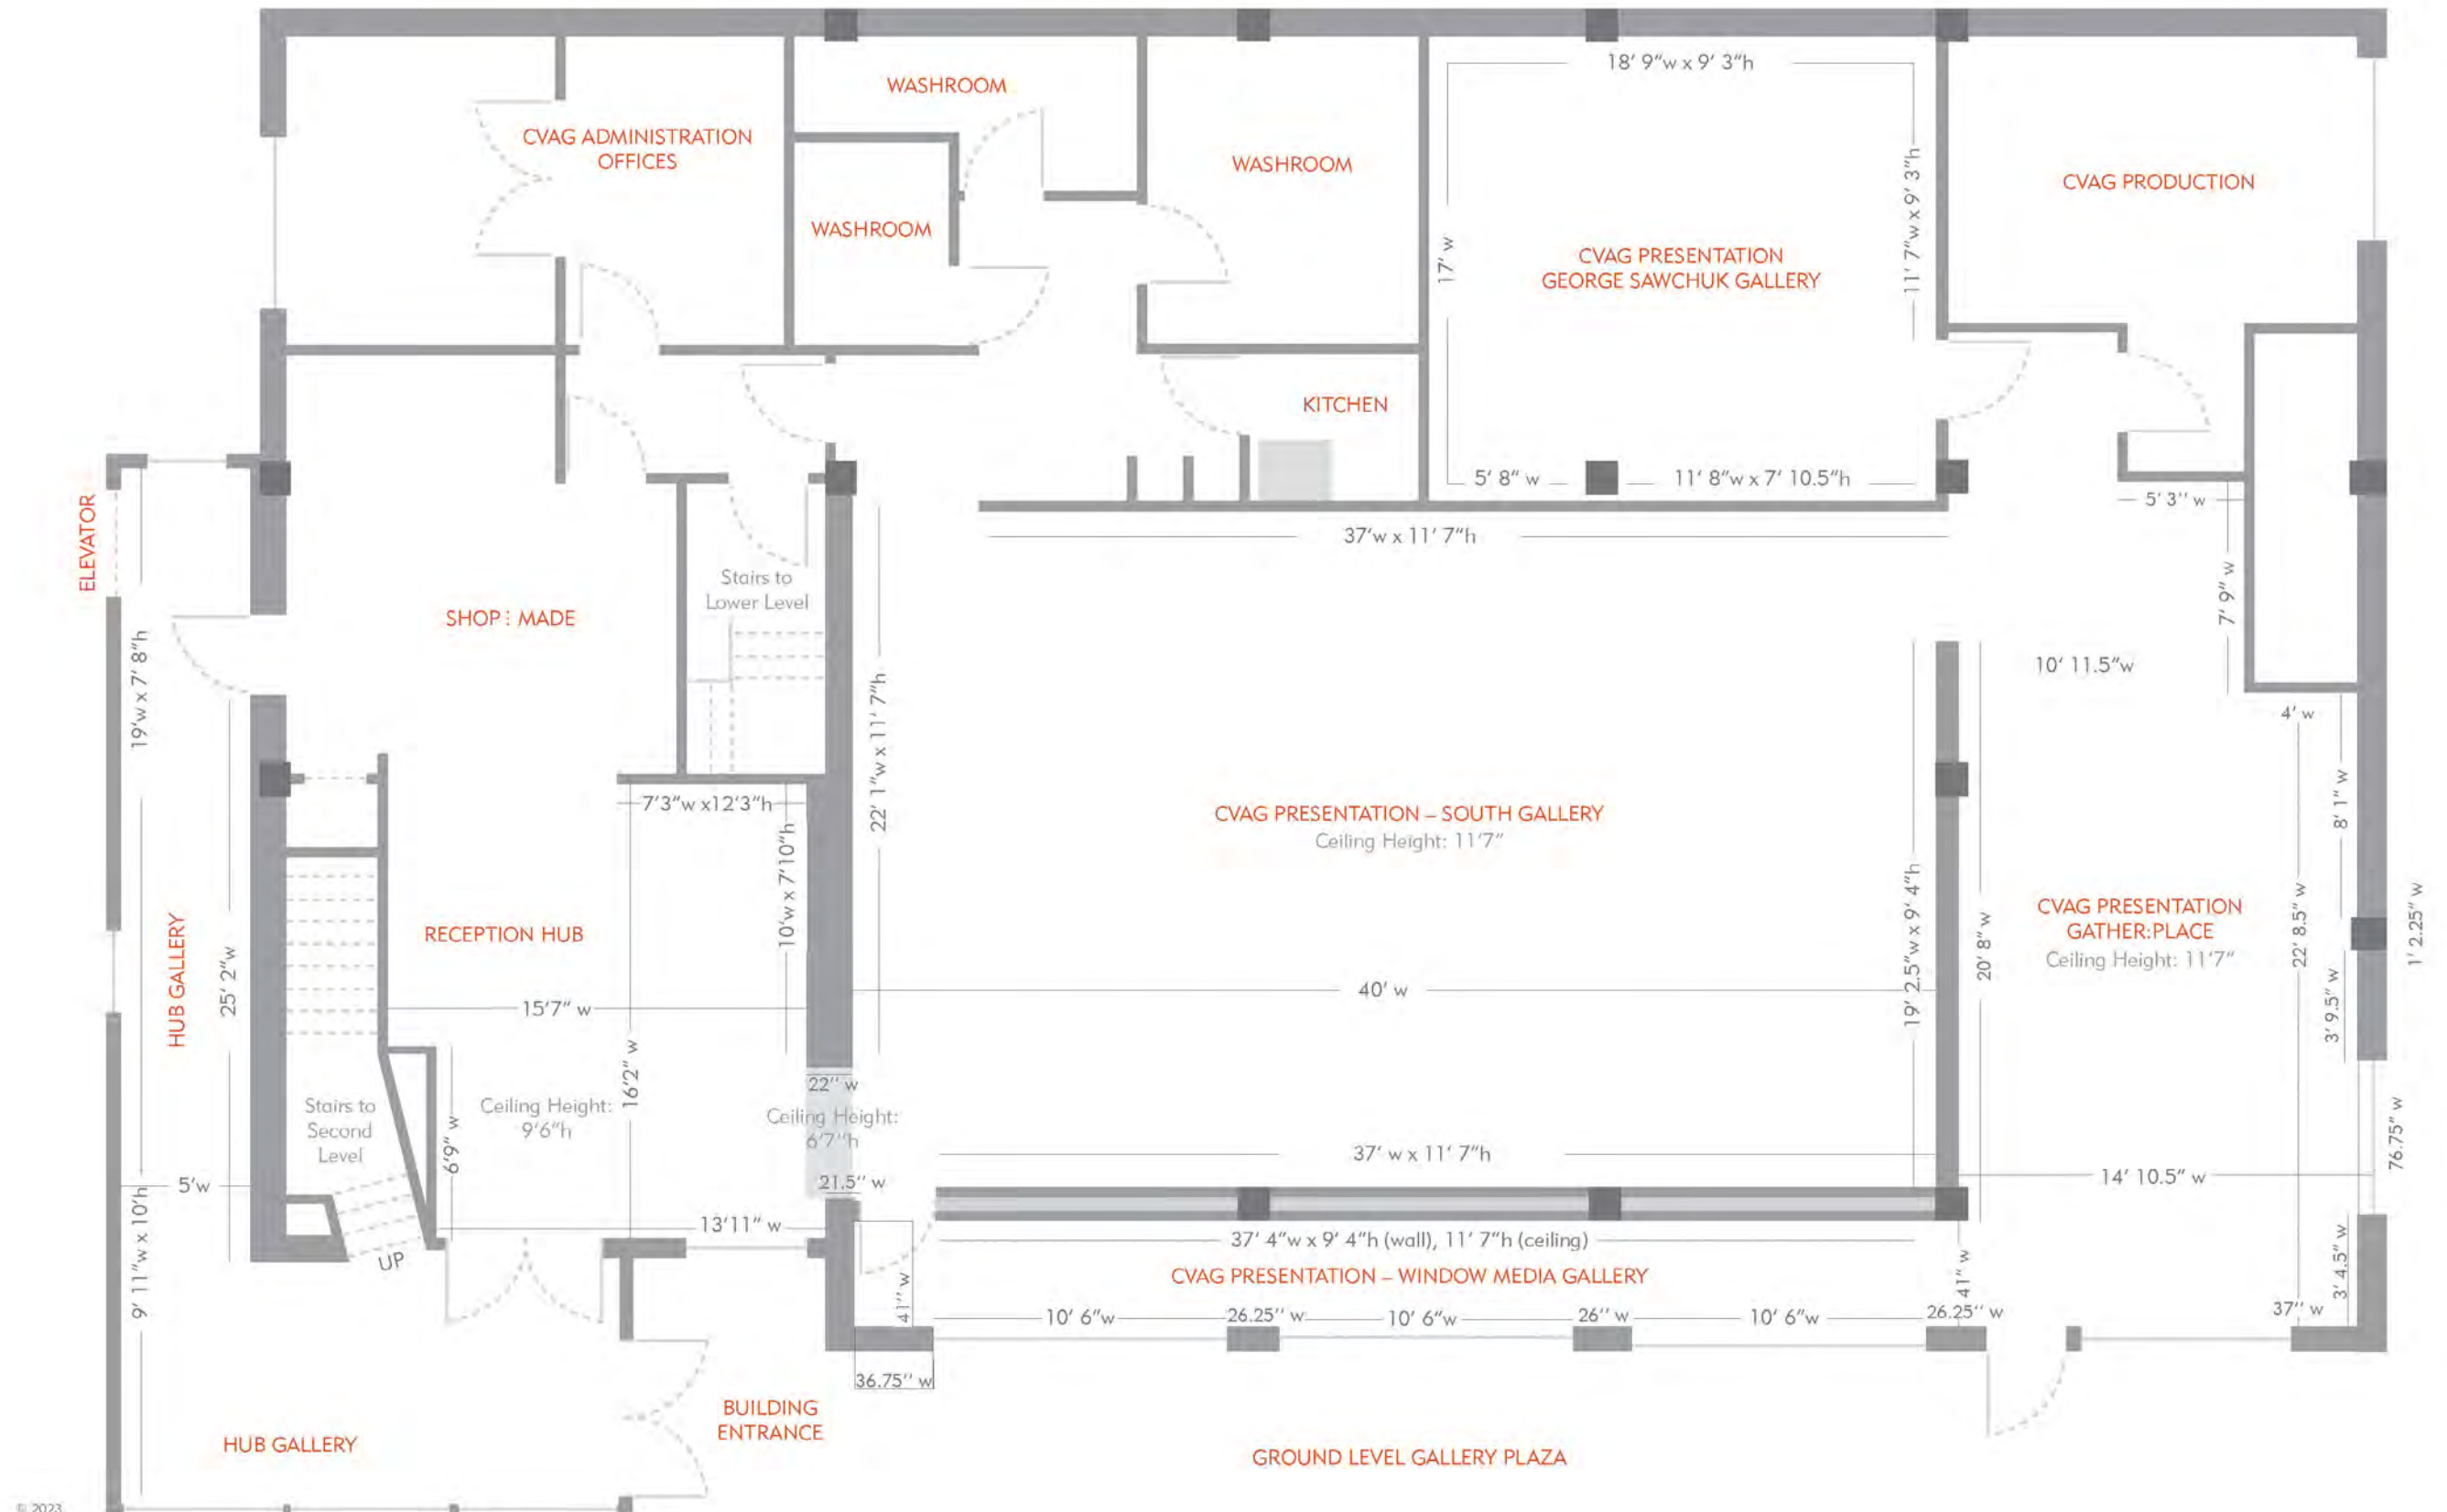 WASHROOM
18' 9"w x 9' 3"h
CVAG ADMINISTRATION
OFFICES
WASHROOM
WASHROOM
17' w
CVAG PRESENTATION
GEORGE SAWCHUK GALLERY
11' 7"w x 9' 3"h
CVAG PRODUCTION
KITCHEN
5' 8" w
11' 8"w x 7' 10.5"h
5' 3'' w
37'w x 11' 7"h
ELEVATOR
Stairs to
Lower Level
SHOP : MADE
7' 9" w
10' 11.5"w
4' w
19'w x 7' 8"h
22' 1"w x 11' 7"h
7'3"w x12'3"h
10'w x 7'10"h
CVAG PRESENTATION – SOUTH GALLERY
Ceiling Height: 11'7"
8' 1" w
19' 2.5"w x 9' 4"h
20' 8" w
CVAG PRESENTATION
GATHER:PLACE
Ceiling Height: 11'7"
22' 8.5" w
1' 2.25" w
3' 9.5" w
HUB GALLERY
25' 2"w
RECEPTION HUB
15'7" w
40' w
16'2" w
22'' w
Ceiling Height:
6'7"h
Stairs to
Second
Level
6'9" w
Ceiling Height:
9'6"h
76.75" w
37' w x 11' 7"h
14' 10.5" w
5'w
21.5'' w
9' 11"w x 10'h
13'11" w
UP
37' 4"w x 9' 4"h (wall), 11' 7"h (ceiling)
CVAG PRESENTATION – WINDOW MEDIA GALLERY
41'' w
41" w
3' 4.5" w
10' 6"w
26.25'' w
10' 6"w
26'' w
10' 6"w
26.25'' w
37'' w
36.75'' w
BUILDING
ENTRANCE
HUB GALLERY
GROUND LEVEL GALLERY PLAZA
© 2023